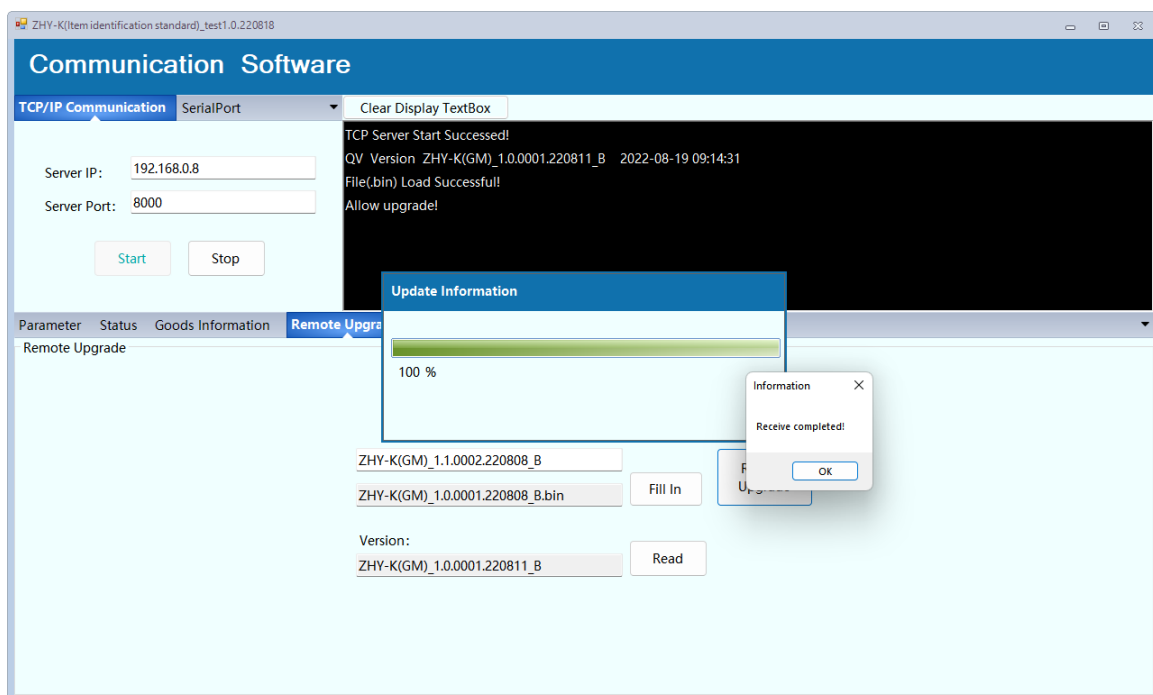 ZHY-K(Item identification standard)_test1.0.220818
Communication Software
TCP/IP Communication SerialPort Clear Display TextBox
TCP Server Start Successed!
QV Version ZHY-K(GM)_1.0.0001.220811_B 2022-08-19 09:14:31
File(.bin) Load Successful!
Allow upgrade!
Server IP: 192.168.0.8
Server Port: 8000
Start Stop
Update Information
Parameter Status Goods Information Remote Upgra
Remote Upgrade
100 %
Information
Receive completed!
OK
ZHY-K(GM)_1.1.0002.220808_B
ZHY-K(GM)_1.0.0001.220808_B.bin
Fill In
Version:
ZHY-K(GM)_1.0.0001.220811_B
Read